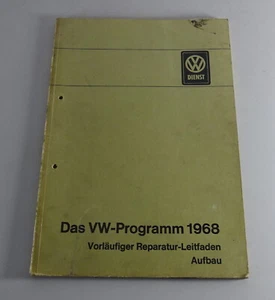 VW
DIENST
Das VW-Programm 1968
Vorläufiger Reparatur-Leitfaden
Aufbau